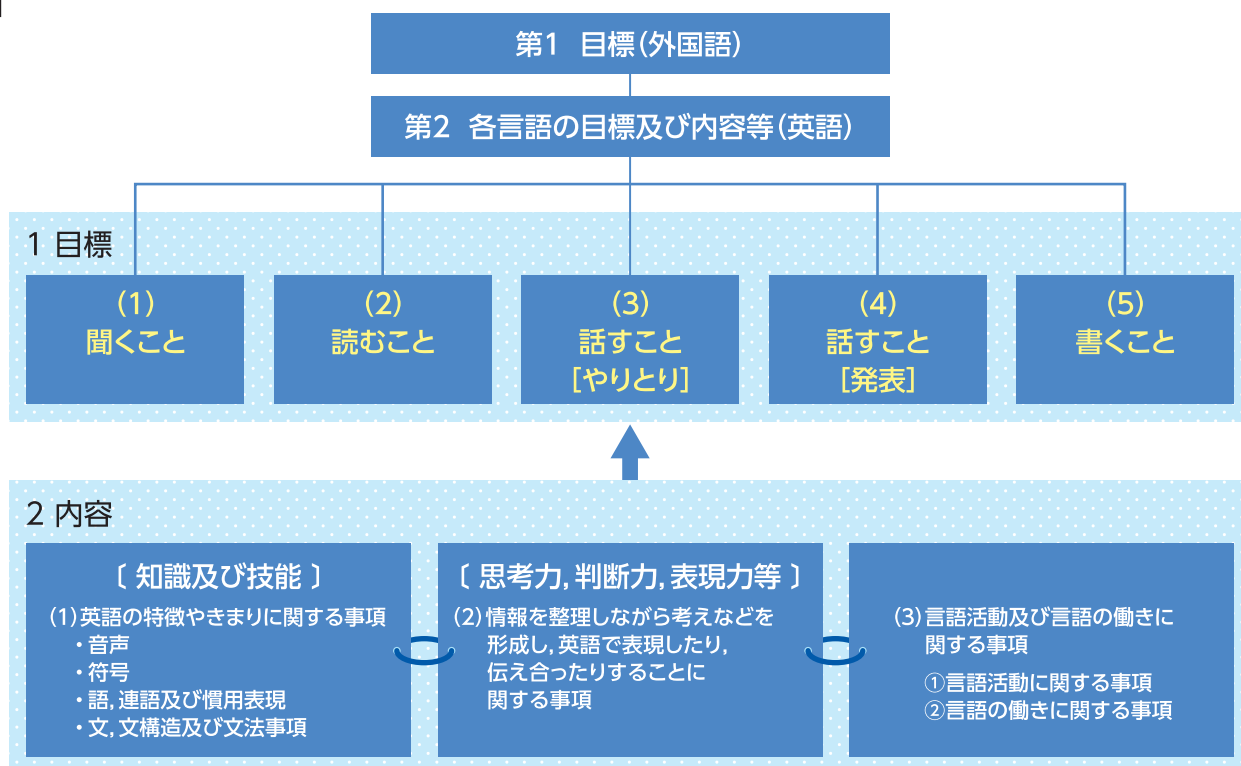 第1 目標(外国語)
第2 各言語の目標及び内容等(英語)
1 目標
(1)
聞くこと
(2)
読むこと
(3)
話すこと
[やりとり]
(4)
話すこと
[発表]
(5)
書くこと
2 内容
〔 知識及び技能 〕
(1)英語の特徴やきまりに関する事項
・音声
・符号
・語,連語及び慣用表現
・文,文構造及び文法事項
〔 思考力,判断力,表現力等 〕
(2)情報を整理しながら考えなどを
形成し,英語で表現したり,
伝え合ったりすることに
関する事項
(3)言語活動及び言語の働きに
関する事項
①言語活動に関する事項
②言語の働きに関する事項